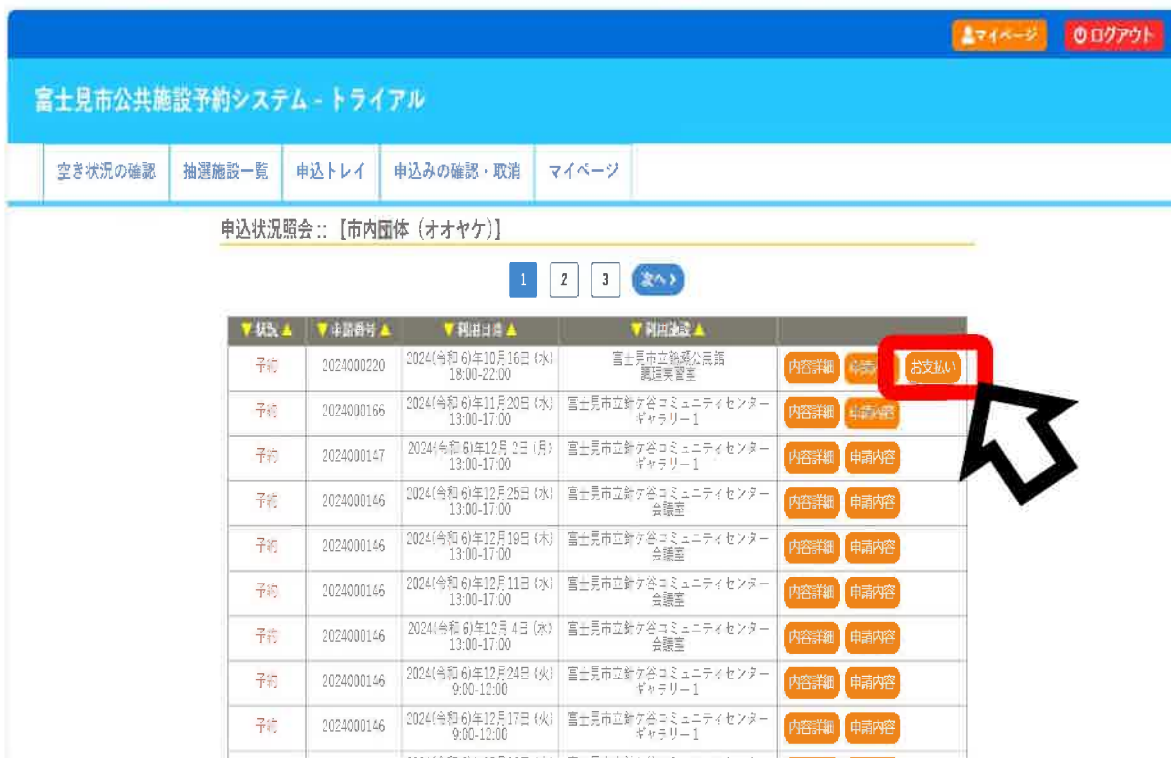 マイページ ログアウト
富士見市公共施設予約システム - トライアル
空き状況の確認 抽選施設一覧 申込トレイ 申込みの確認・取消 マイページ
申込状況照会 :: 【市内団体（オオヤケ）】
1 2 3 次へ >
▼状況▲ ▼申請番号▲ ▼利用日時▲ ▼利用施設▲
予約 2024000220 2024(令和 6)年10月16日 (水) 富士見市立鶴瀬公民館 内容詳細 お支払い
18:00-22:00 調理実習室
予約 2024000166 2024(令和 6)年11月20日 (水) 富士見市立針ケ谷コミュニティセンター 内容詳細 申請内容
13:00-17:00 ギャラリー１
予約 2024000147 2024(令和 6)年12月 2日 (月) 富士見市立針ケ谷コミュニティセンター 内容詳細 申請内容
13:00-17:00 ギャラリー１
予約 2024000146 2024(令和 6)年12月25日 (水) 富士見市立針ケ谷コミュニティセンター 内容詳細 申請内容
13:00-17:00 会議室
予約 2024000146 2024(令和 6)年12月19日 (木) 富士見市立針ケ谷コミュニティセンター 内容詳細 申請内容
13:00-17:00 会議室
予約 2024000146 2024(令和 6)年12月11日 (水) 富士見市立針ケ谷コミュニティセンター 内容詳細 申請内容
13:00-17:00 会議室
予約 2024000146 2024(令和 6)年12月 4日 (水) 富士見市立針ケ谷コミュニティセンター 内容詳細 申請内容
13:00-17:00 会議室
予約 2024000146 2024(令和 6)年12月24日 (火) 富士見市立針ケ谷コミュニティセンター 内容詳細 申請内容
9:00-12:00 ギャラリー１
予約 2024000146 2024(令和 6)年12月17日 (火) 富士見市立針ケ谷コミュニティセンター 内容詳細 申請内容
9:00-12:00 ギャラリー１